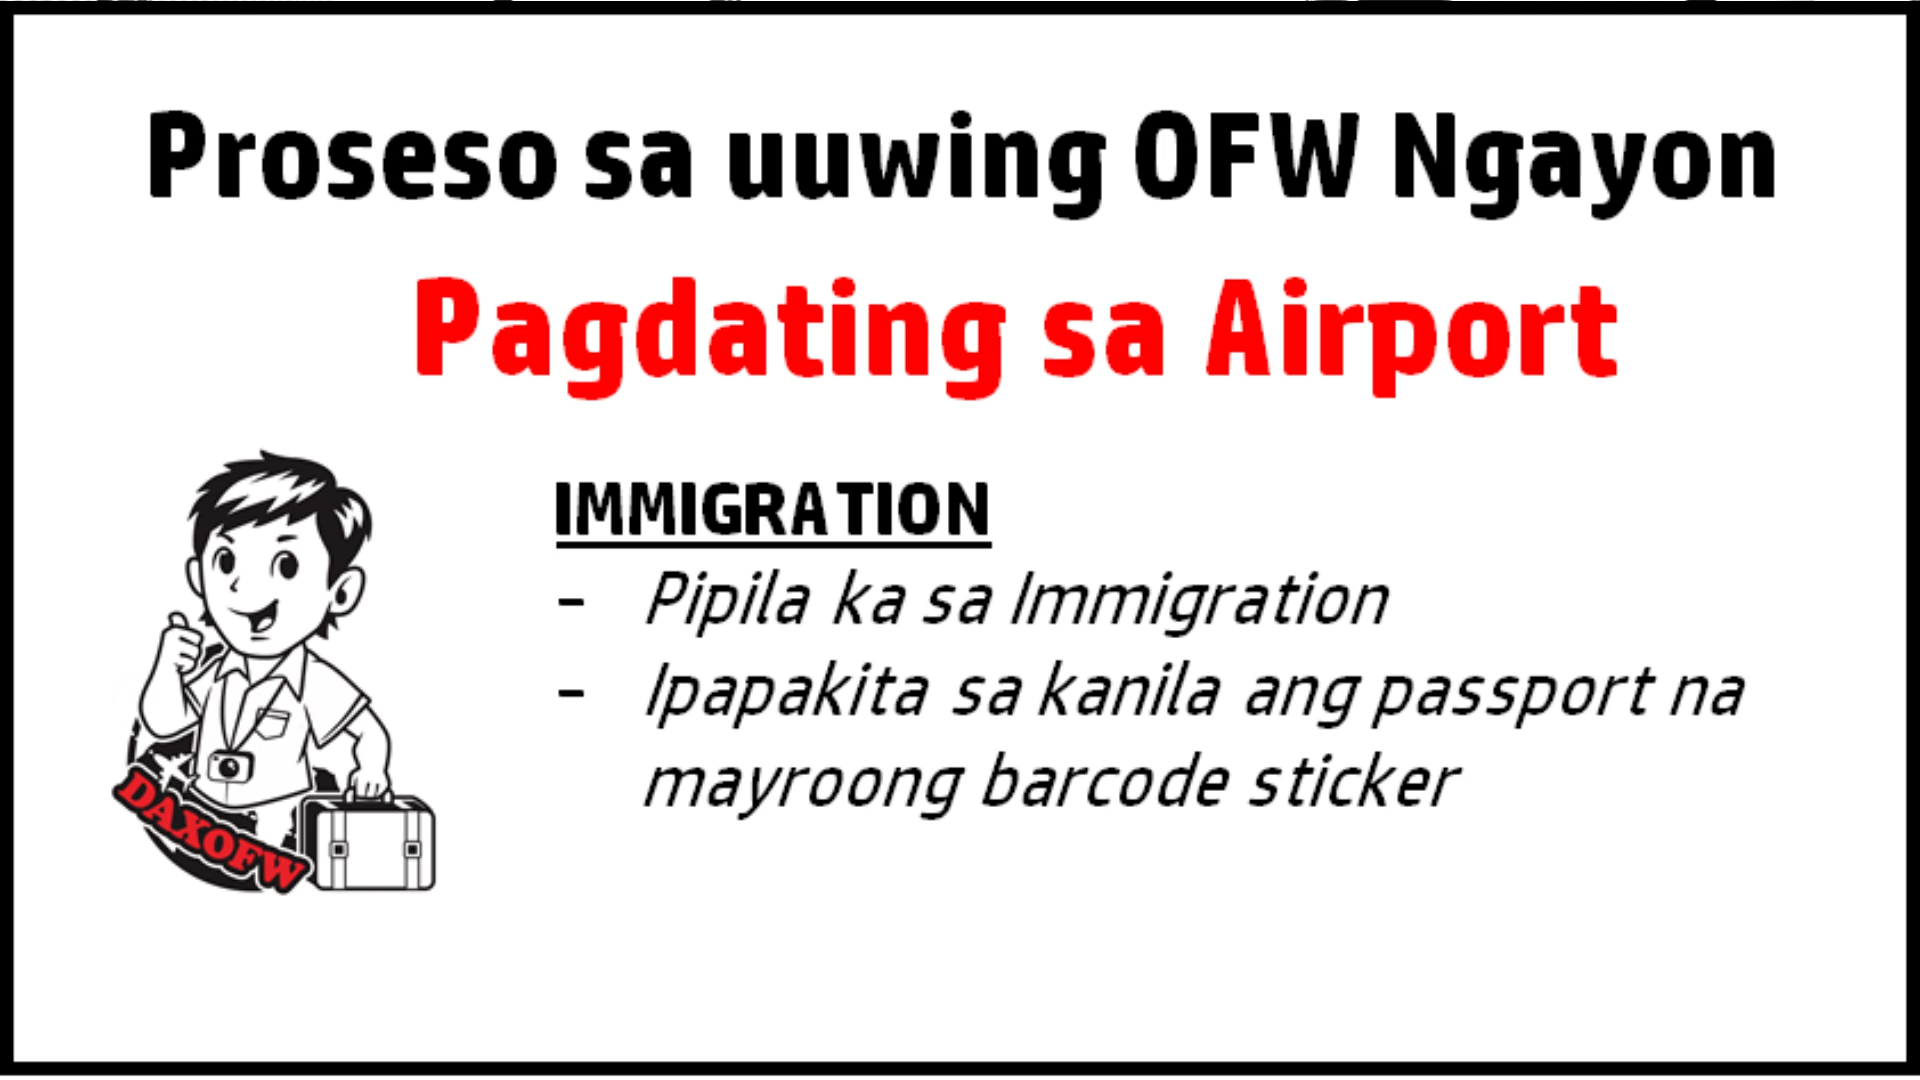 Proseso sa uuwing OFW Ngayon
Pagdating sa Airport
IMMIGRATION
- Pipila ka sa Immigration
- Ipapakita sa kanila ang passport na
mayroong barcode sticker
DAXOFW